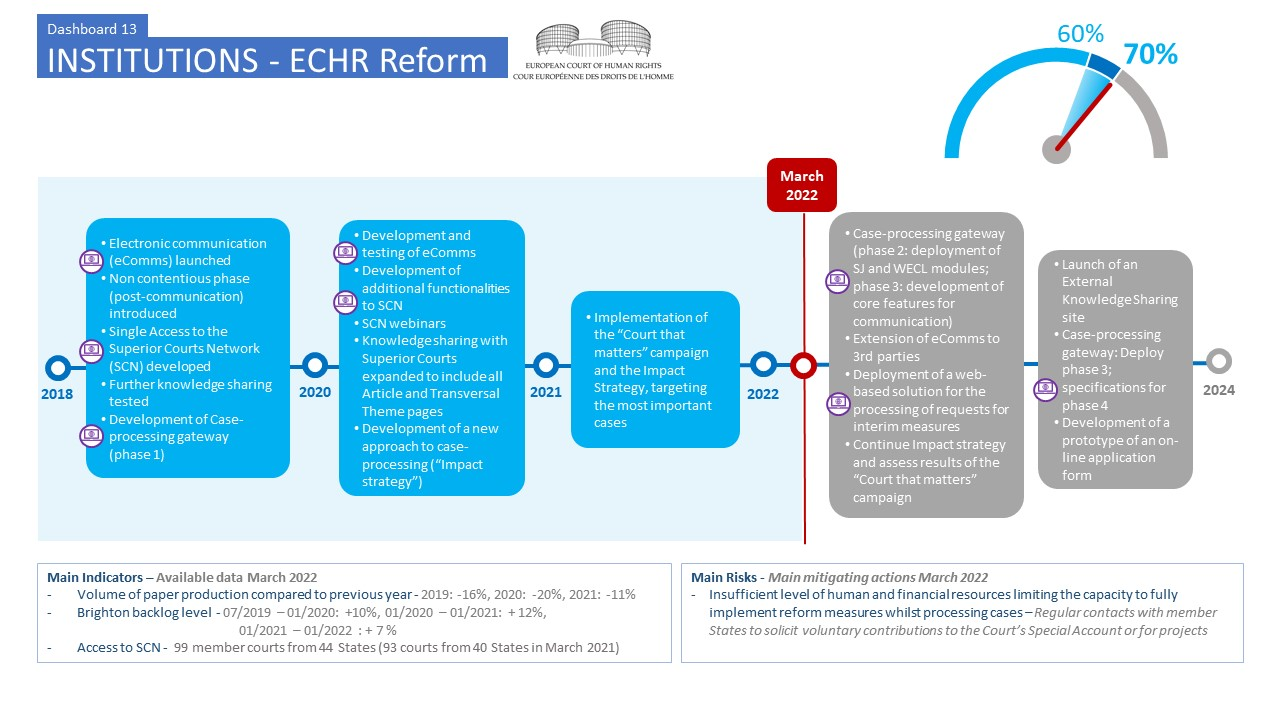 Dashboard 13
INSTITUTIONS - ECHR Reform
EUROPEAN COURT OF HUMAN RIGHTS
COUR EUROPÉENNE DES DROITS DE L'HOMME
60%
70%
March
2022
• Electronic communication
(eComms) launched
• Non contentious phase
(post-communication)
introduced
• Single Access to the
Superior Courts Network
(SCN) developed
• Further knowledge sharing
tested
• Development of Case-
processing gateway
(phase 1)
• Development and
testing of eComms
• Development of
additional functionalities
to SCN
• SCN webinars
• Knowledge sharing with
Superior Courts
expanded to include all
Article and Transversal
Theme pages
• Development of a new
approach to case-
processing (“Impact
strategy”)
• Implementation of
the “Court that
matters” campaign
and the Impact
Strategy, targeting
the most important
cases
• Case-processing gateway
(phase 2: deployment of
SJ and WECL modules;
phase 3: development of
core features for
communication)
• Extension of eComms to
3rd parties
• Deployment of a web-
based solution for the
processing of requests for
interim measures
• Continue Impact strategy
and assess results of the
“Court that matters”
campaign
• Launch of an
External
Knowledge Sharing
site
• Case-processing
gateway: Deploy
phase 3;
specifications for
phase 4
• Development of a
prototype of an on-
line application
form
2018
2020
2021
2022
2024
Main Indicators – Available data March 2022
- Volume of paper production compared to previous year - 2019: -16%, 2020: -20%, 2021: -11%
- Brighton backlog level - 07/2019 – 01/2020: +10%, 01/2020 – 01/2021: + 12%,
01/2021 – 01/2022 : + 7 %
- Access to SCN - 99 member courts from 44 States (93 courts from 40 States in March 2021)
Main Risks - Main mitigating actions March 2022
- Insufficient level of human and financial resources limiting the capacity to fully
implement reform measures whilst processing cases – Regular contacts with member
States to solicit voluntary contributions to the Court’s Special Account or for projects